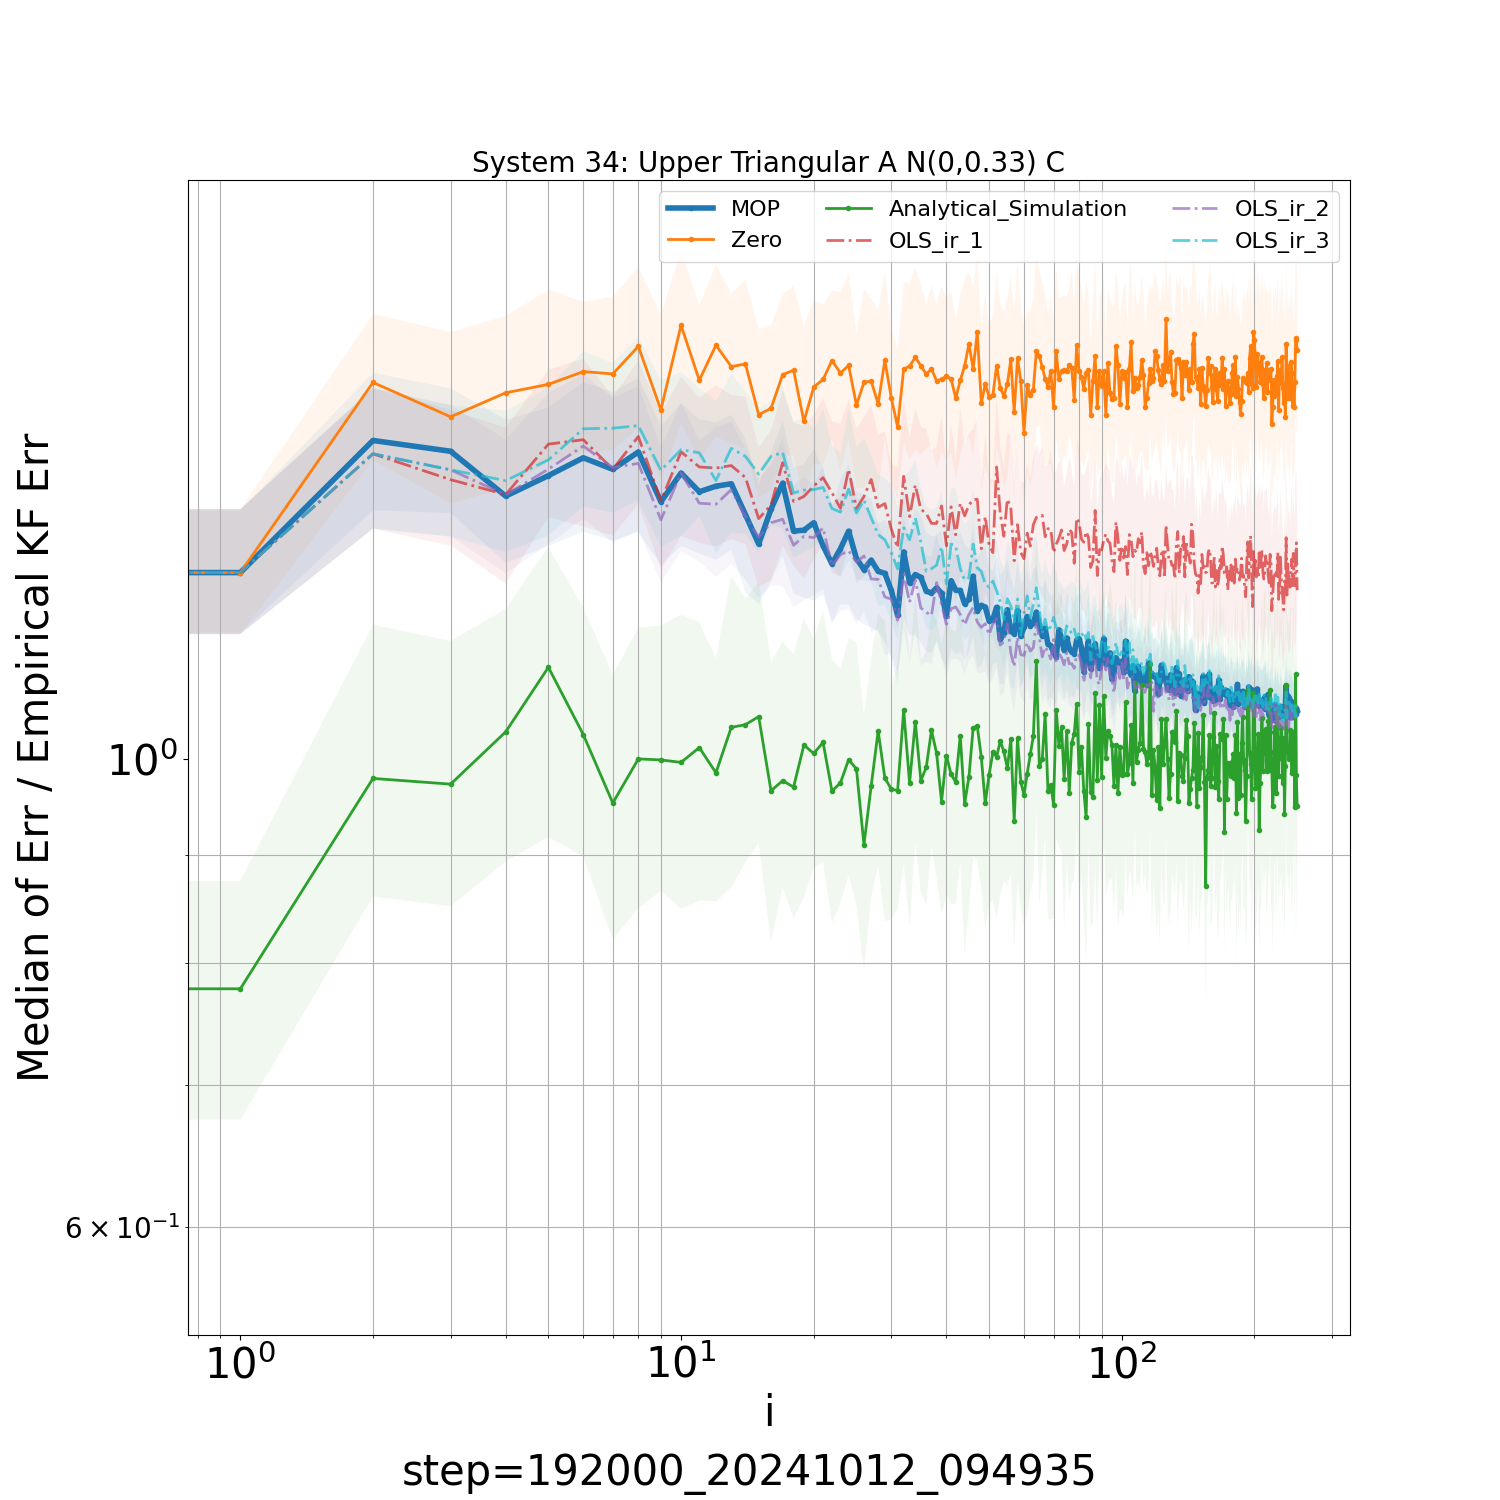 System 34: Upper Triangular A N(0,0.33) C
MOP
Zero
Analytical_Simulation
OLS_ir_1
OLS_ir_2
OLS_ir_3
Median of Err / Empirical KF Err
10⁰
6 × 10⁻¹
10⁰ 10¹ 10²
i
step=192000_20241012_094935